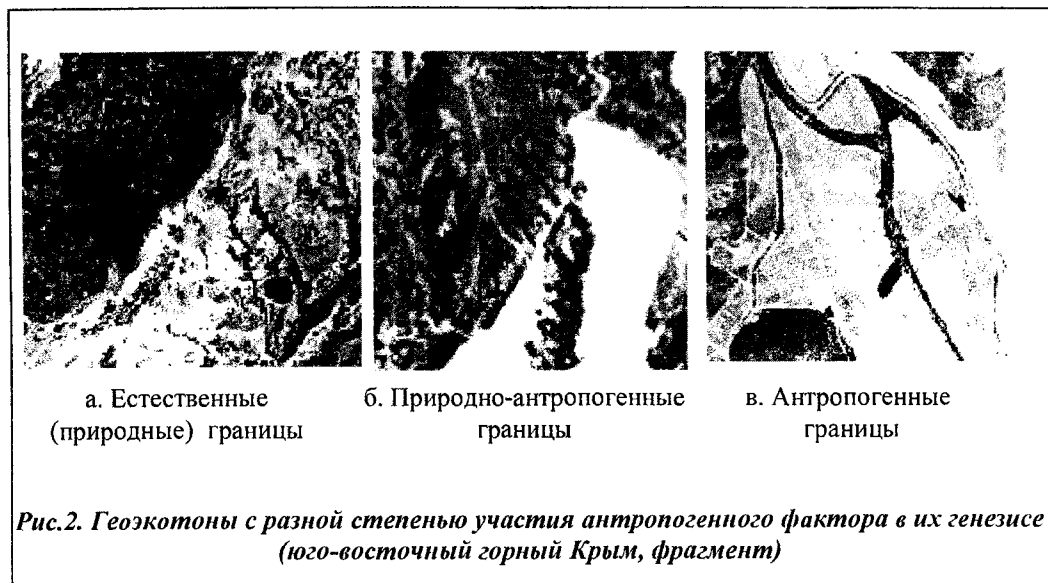 а. Естественные
(природные) границы
б. Природно-антропогенные
границы
в. Антропогенные
границы
Рис.2. Геоэкотоны с разной степенью участия антропогенного фактора в их генезисе
(юго-восточный горный Крым, фрагмент)